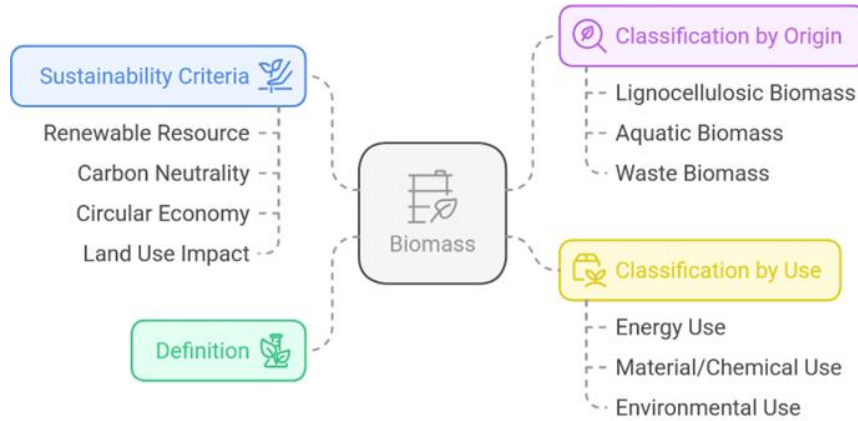 Sustainability Criteria
Renewable Resource
Carbon Neutrality
Circular Economy
Land Use Impact
Definition
Biomass
Classification by Origin
Lignocellulosic Biomass
Aquatic Biomass
Waste Biomass
Classification by Use
Energy Use
Material/Chemical Use
Environmental Use